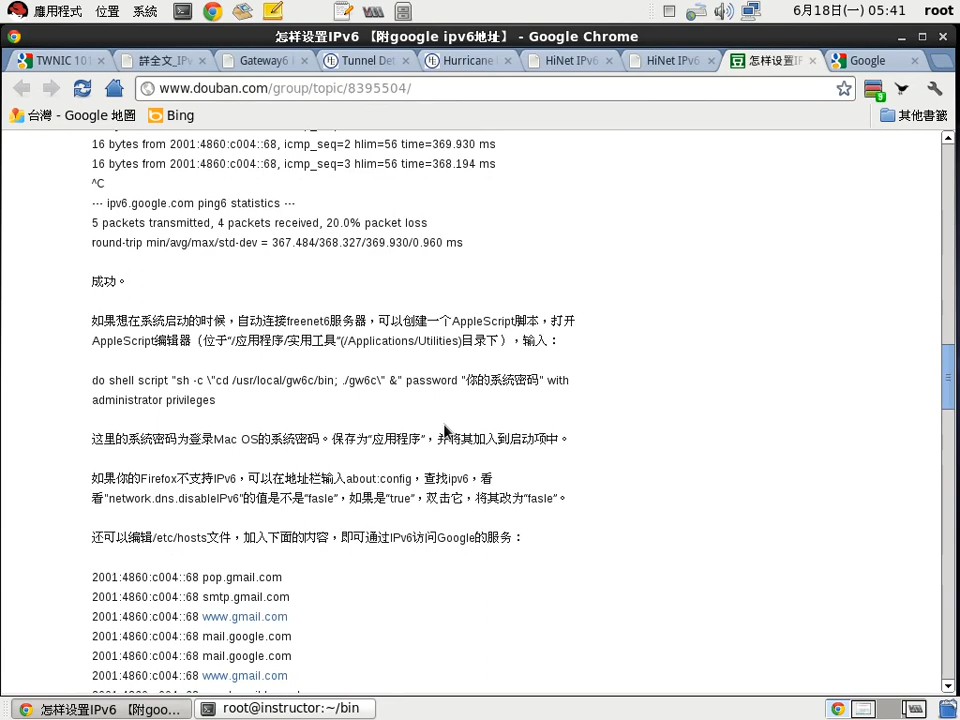 應用程式 位置 系統 6月18日(一) 05:41 root
怎样设置IPv6 【附google ipv6地址】 - Google Chrome
TWNIC 10 詳全文_IP Gateway6 Tunnel De Hurricane HiNet IPv6 HiNet IPv6 怎样设置I Google
www.douban.com/group/topic/8395504/
台灣 - Google 地圖 Bing 其他書籤
16 bytes from 2001:4860:c004::68, icmp_seq=2 hlim=56 time=369.930 ms
16 bytes from 2001:4860:c004::68, icmp_seq=3 hlim=56 time=368.194 ms
^C
--- ipv6.google.com ping6 statistics ---
5 packets transmitted, 4 packets received, 20.0% packet loss
round-trip min/avg/max/std-dev = 367.484/368.327/369.930/0.960 ms
成功。
如果想在系统启动的时候，自动连接freenet6服务器，可以创建一个AppleScript脚本，打开
AppleScript编辑器（位于“/应用程序/实用工具”(/Applications/Utilities)目录下），输入：
do shell script "sh -c \"cd /usr/local/gw6c/bin; ./gw6c\" &" password "你的系统密码" with
administrator privileges
这里的系统密码为登录Mac OS的系统密码。保存为“应用程序”，并将其加入到启动项中。
如果你的Firefox不支持IPv6，可以在地址栏输入about:config，查找ipv6，看
看"network.dns.disableIPv6"的值是不是“fasle”，如果是“true”，双击它，将其改为“fasle”。
还可以编辑/etc/hosts文件，加入下面的内容，即可通过IPv6访问Google的服务：
2001:4860:c004::68 pop.gmail.com
2001:4860:c004::68 smtp.gmail.com
2001:4860:c004::68 www.gmail.com
2001:4860:c004::68 mail.google.com
2001:4860:c004::68 mail.google.com
2001:4860:c004::68 www.gmail.com
怎样设置IPv6 【附goo... root@instructor:~/bin